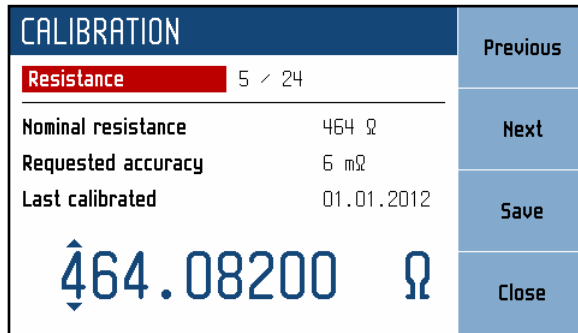 CALIBRATION
Resistance 5 / 24
Nominal resistance 464 Ω
Requested accuracy 6 mΩ
Last calibrated 01.01.2012
464.08200 Ω
Previous
Next
Save
Close